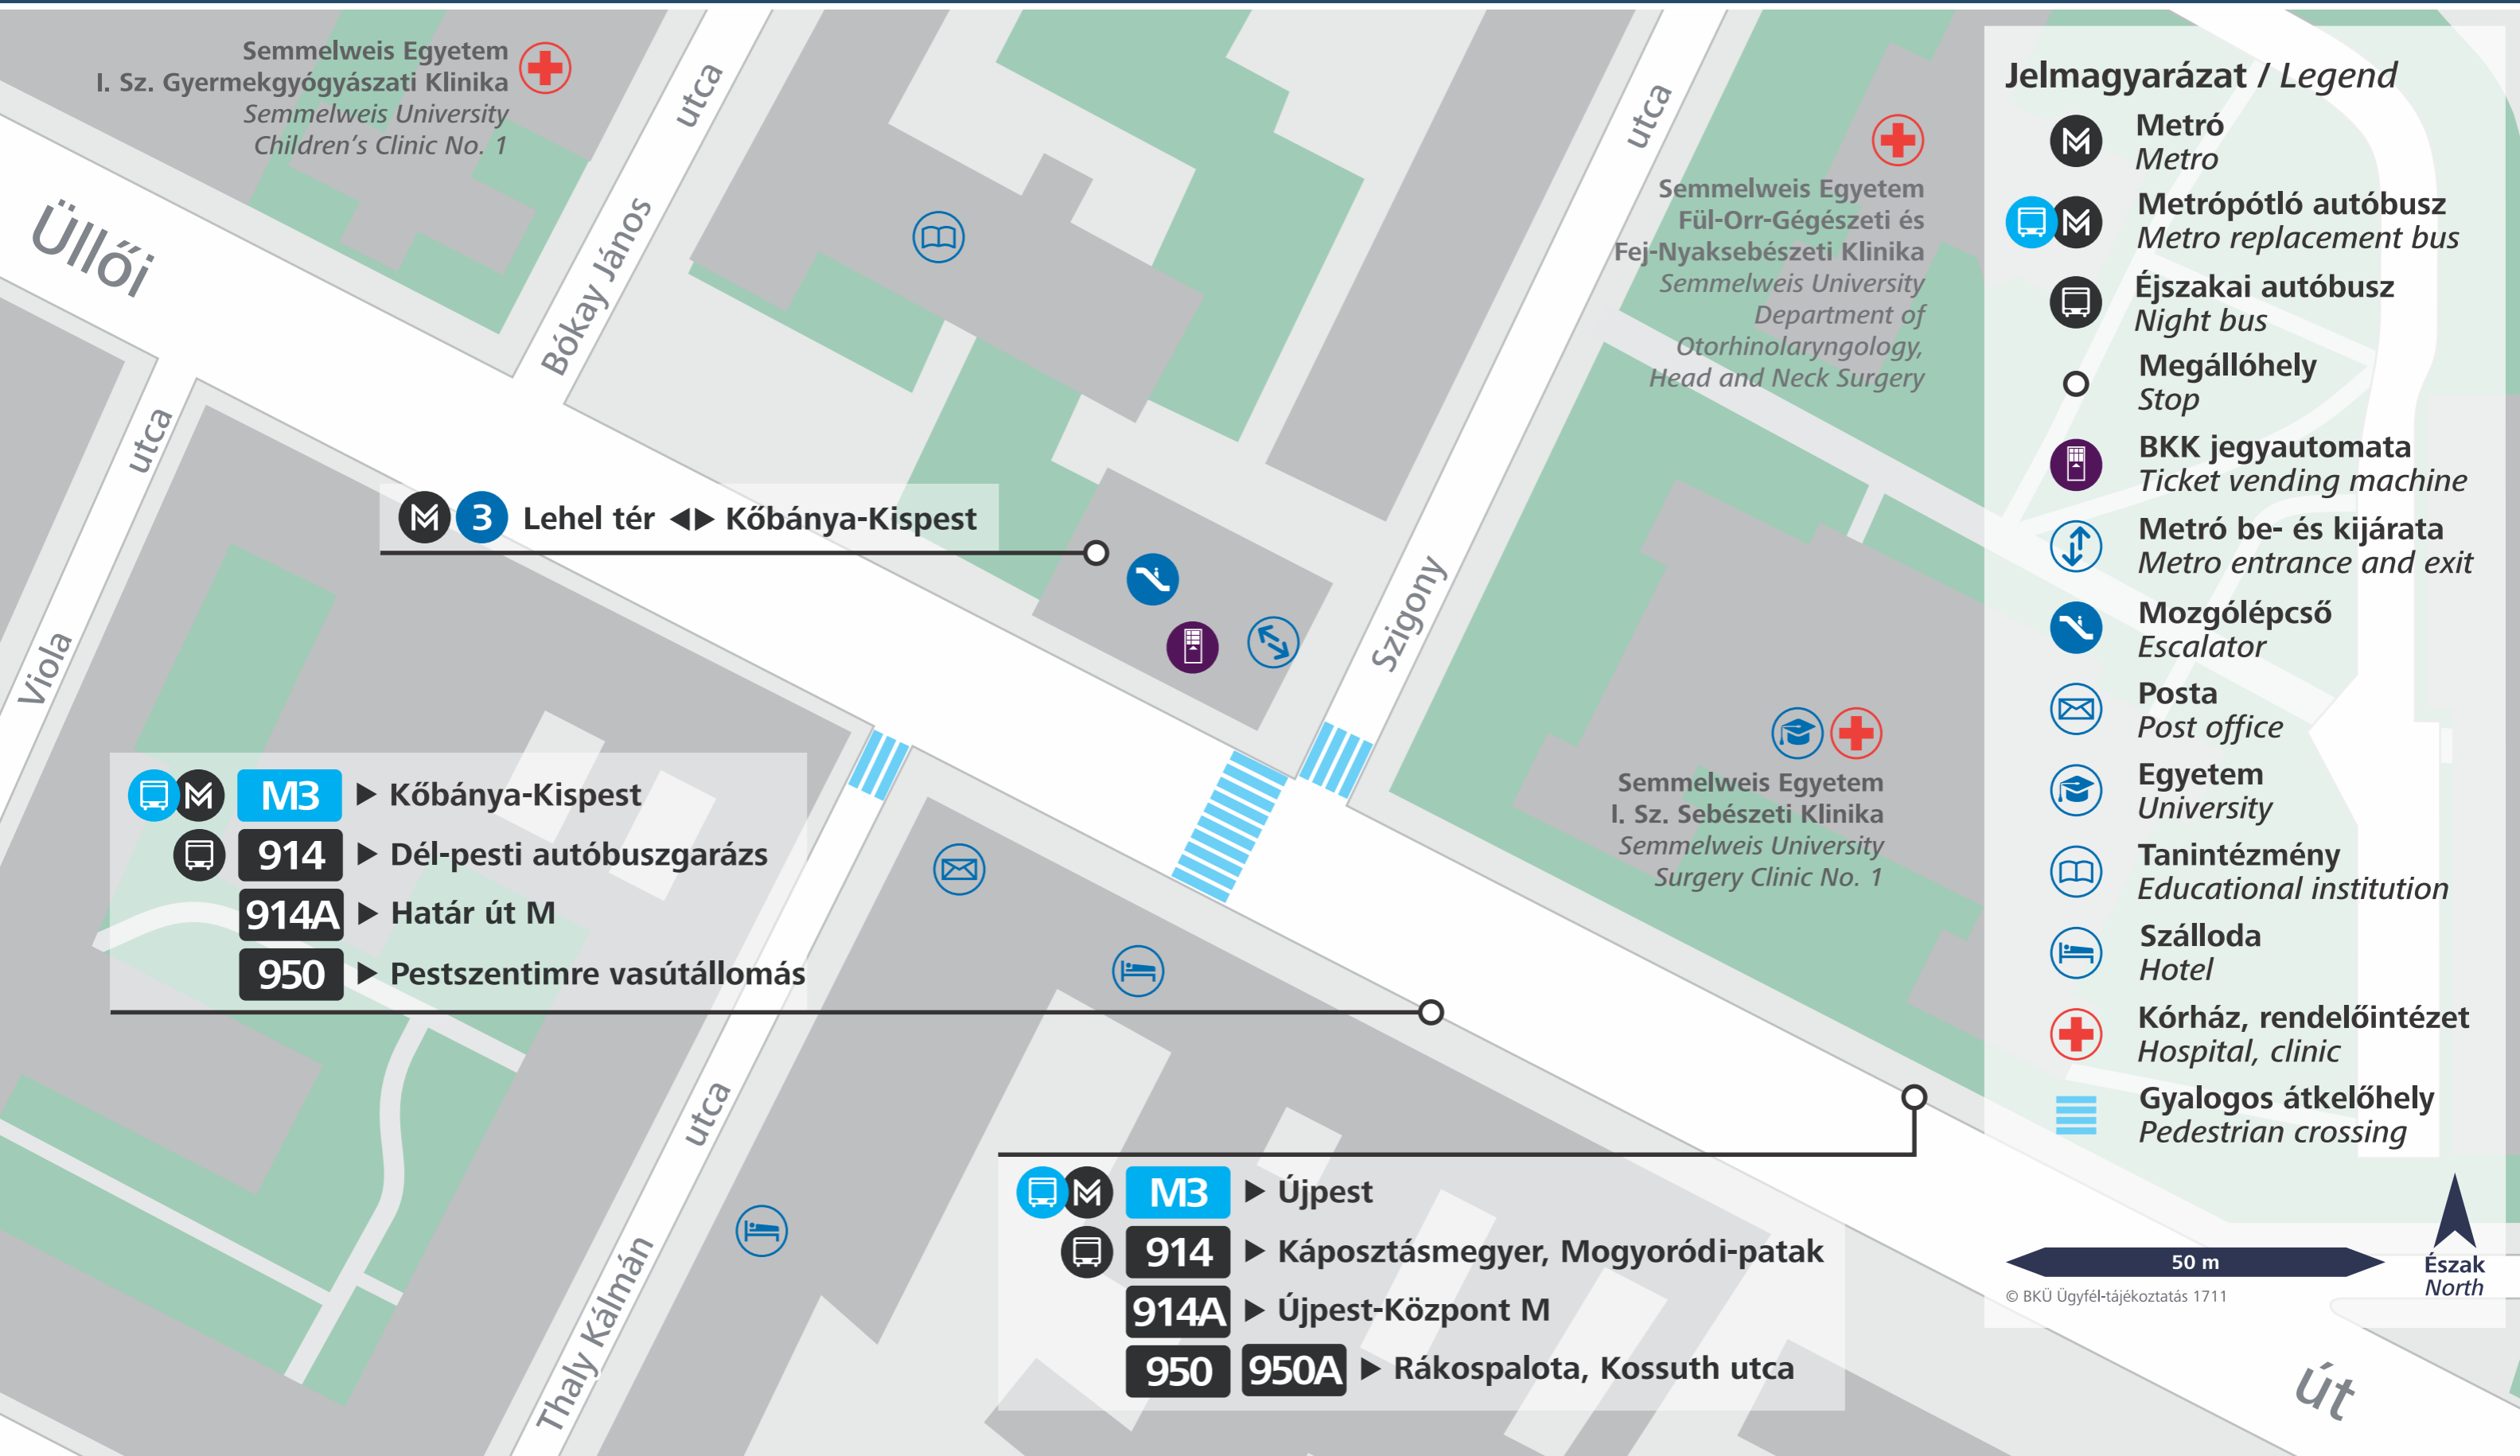 Semmelweis Egyetem
I. Sz. Gyermekgyógyászati Klinika
Semmelweis University
Children's Clinic No. 1
Üllői
Bókay János utca
Viola utca
Szigony utca
Semmelweis Egyetem
Fül-Orr-Gégészeti és
Fej-Nyaksebészeti Klinika
Semmelweis University
Department of
Otorhinolaryngology,
Head and Neck Surgery
M 3 Lehel tér ◀▶ Kőbánya-Kispest
M M3 ▶ Kőbánya-Kispest
914 ▶ Dél-pesti autóbuszgarázs
914A ▶ Határ út M
950 ▶ Pestszentimre vasútállomás
Semmelweis Egyetem
I. Sz. Sebészeti Klinika
Semmelweis University
Surgery Clinic No. 1
Thaly Kálmán utca
M M3 ▶ Újpest
914 ▶ Káposztásmegyer, Mogyoródi-patak
914A ▶ Újpest-Központ M
950 950A ▶ Rákospalota, Kossuth utca
út
Jelmagyarázat / Legend
M Metró
Metro
M Metrópótló autóbusz
Metro replacement bus
Éjszakai autóbusz
Night bus
Megállóhely
Stop
BKK jegyautomata
Ticket vending machine
Metró be- és kijárata
Metro entrance and exit
Mozgólépcső
Escalator
Posta
Post office
Egyetem
University
Tanintézmény
Educational institution
Szálloda
Hotel
Kórház, rendelőintézet
Hospital, clinic
Gyalogos átkelőhely
Pedestrian crossing
50 m
Észak
North
© BKÜ Ügyfél-tájékoztatás 1711